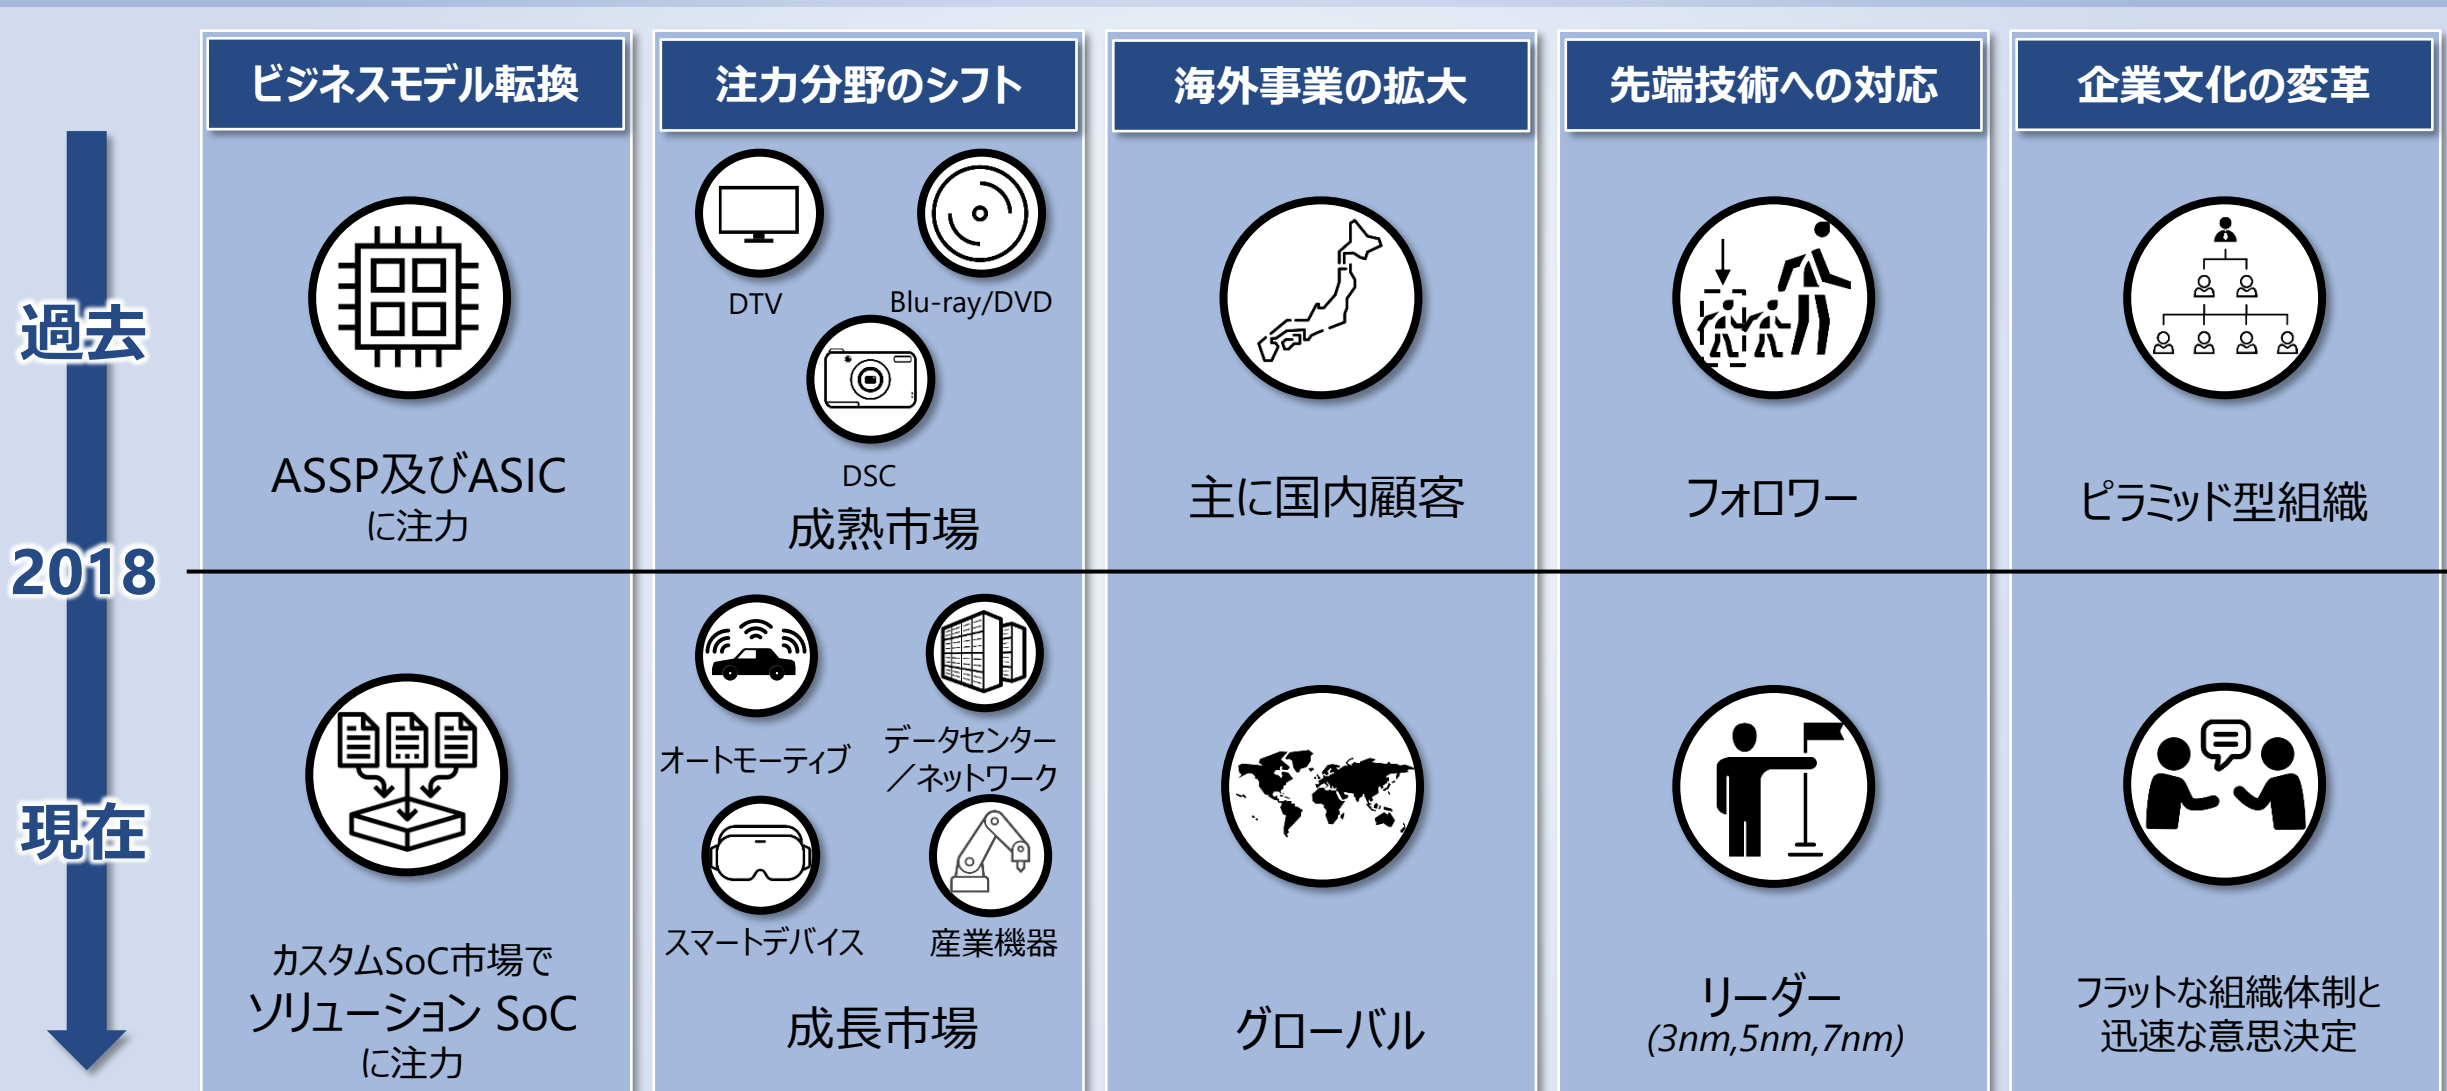 ビジネスモデル転換
注力分野のシフト
海外事業の拡大
先端技術への対応
企業文化の変革
過去
2018
現在
ASSP及びASIC
に注力
DTV
Blu-ray/DVD
DSC
成熟市場
主に国内顧客
フォロワー
ピラミッド型組織
カスタムSoC市場で
ソリューション SoC
に注力
オートモーティブ
データセンター
／ネットワーク
スマートデバイス
産業機器
成長市場
グローバル
リーダー
(3nm,5nm,7nm)
フラットな組織体制と
迅速な意思決定